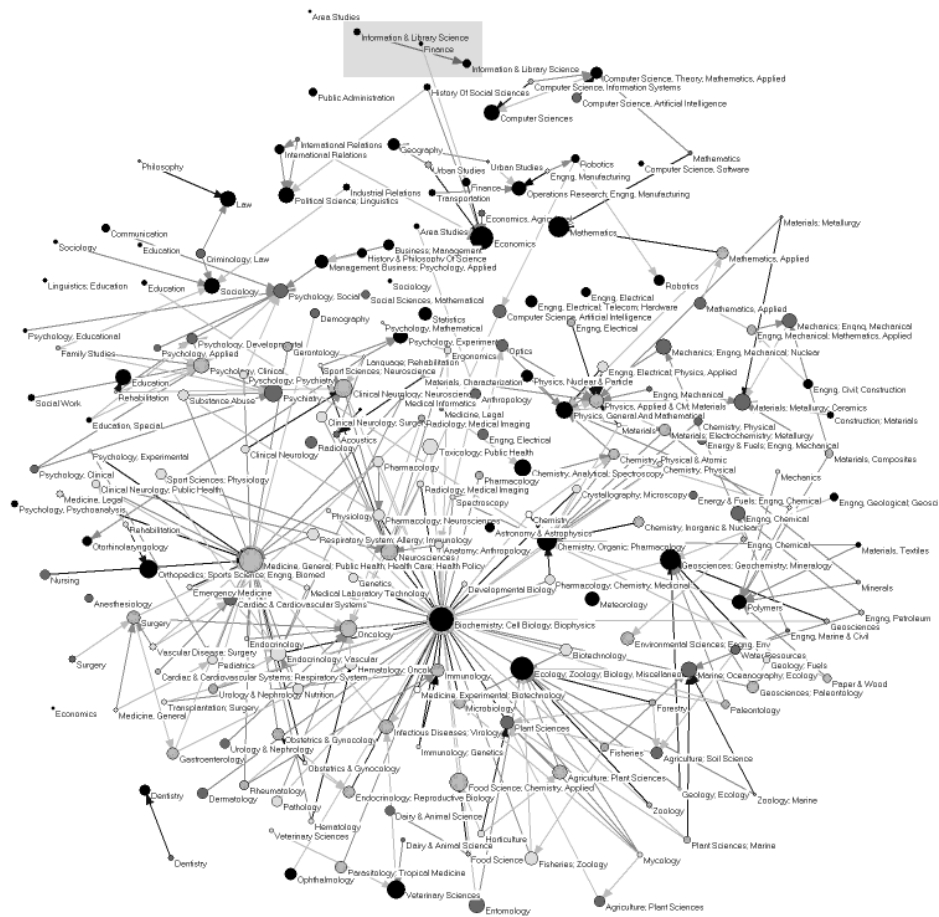 Area Studies
Information & Library Science
Finance
Information & Library Science
Computer Science, Theory; Mathematics, Applied
Computer Science, Information Systems
History Of Social Sciences
Public Administration
Computer Science, Artificial Intelligence
Computer Sciences
International Relations
International Relations
Geography
Mathematics
Robotics
Computer Science, Software
Urban Studies
Urban Studies
Philosophy
Engng, Manufacturing
Industrial Relations
Finance
Political Science; Linguistics
Transportation
Operations Research; Engng, Manufacturing
Law
Economics, Ag
Materials; Metallurgy
Area Studies
Communication
Mathematics
Sociology
Education
Economics
Business; Management
Criminology; Law
History & Philosophy Of Science
Mathematics, Applied
Management Business; Psychology, Applied
Linguistics; Education
Education
Sociology
Sociology
Robotics
Psychology, Social
Social Sciences, Mathematical
Engng, Electrical
Engng, Electrical; Telecom; Hardware
Mathematics, Applied
Demography
Statistics
Computer Science, Artificial Intelligence
Psychology, Educational
Psychology, Mathematical
Engng, Electrical
Mechanics; Engng, Mechanical
Engng, Mechanical; Mathematics, Applied
Psychology, Developmental
Psychology, Experiment
Family Studies
Psychology, Applied
Gerontology
Ergonomics
Optics
Mechanics; Engng, Mechanical; Nuclear
Language; Rehabilitation
Psychology, Clinical
Sport Sciences; Neuroscience
Engng, Electrical; Physics, Applied
Education
Psychology; Psychiatry
Materials, Characterization
Physics, Nuclear & Particle
Engng, Civil; Construction
Rehabilitation
Substance Abuse
Psychiatry
Clinical Neurology; Neuroscience
Anthropology
Engng, Mechanical
Social Work
Medical Informatics
Physics, Applied & CM; Materials
Materials; Metallurgy; Ceramics
Medicine, Legal
Physics, General And Mathematical
Construction; Materials
Education, Special
Clinical Neurology, Surge
Radiology; Medical Imaging
Chemistry, Physical
Materials
Materials; Electrochemistry; Metallurgy
Acoustics
Engng, Electrical
Energy & Fuels; Engng, Chemical
Radiology
Toxicology; Public Health
Psychology, Experimental
Clinical Neurology
Chemistry, Physical & Atomic
Materials, Composites
Psychology, Clinical
Pharmacology
Chemistry, Analytical; Spectroscopy
Chemistry, Physical
Sport Sciences; Physiology
Pharmacology
Mechanics
Clinical Neurology; Public Health
Radiology; Medical Imaging
Crystallography; Microscopy
Medicine, Legal
Spectroscopy
Energy & Fuels; Engng, Chemical
Psychology, Psychoanalysis
Engng, Geological; Geosci
Physiology
Pharmacology; Neurosciences
Chemistry
Engng, Chemical
Rehabilitation
Chemistry, Inorganic & Nuclear
Astronomy & Astrophysics
Otorhinolaryngology
Respiratory System; Allergy; Immunology
Chemistry, Organic; Pharmacology
Engng, Chemical
Materials, Textiles
Neurosciences
Anatomy; Anthropology
Medicine, General; Public Health; Health Care; Health Policy
Geosciences; Geochemistry, Mineralogy
Orthopedics; Sports Science; Engng, Biomed
Nursing
Genetics
Minerals
Emergency Medicine
Medical Laboratory Technology
Developmental Biology
Pharmacology; Chemistry, Medicinal
Anesthesiology
Cardiac & Cardiovascular Systems
Meteorology
Polymers
Engng, Petroleum
Surgery
Biochemistry; Cell Biology; Biophysics
Geosciences
Oncology
Engng, Marine & Civil
Endocrinology
Environmental Sciences; Engng, Env
Vascular Disease; Surgery
Biotechnology
Water Resources
Surgery
Pediatrics
Endocrinology, Vascular
Geology; Fuels
Hematology; Oncol
Immunology
Ecology; Zoology; Biology, Miscellane
Marine; Oceanography; Ecology
Cardiac & Cardiovascular Systems; Respiratory System
Paper & Wood
Urology & Nephrology
Nutrition
Medicine, Experimental; Biotechnology
Geosciences; Paleontology
Economics
Transplantation; Surgery
Microbiology
Forestry
Paleontology
Medicine, General
Plant Sciences
Infectious Diseases; Virology
Obstetrics & Gynocology
Urology & Nephrology
Immunology; Genetics
Fisheries
Gastroenterology
Agriculture; Soil Science
Obstetrics & Gynocology
Agriculture; Plant Sciences
Rheumatology
Dentistry
Food Science; Chemistry, Applied
Dermatology
Pathology
Endocrinology; Reproductive Biology
Geology; Ecology
Zoology; Marine
Zoology
Dairy & Animal Science
Hematology
Veterinary Sciences
Horticulture
Plant Sciences; Marine
Dairy & Animal Science
Dentistry
Food Science
Fisheries; Zoology
Mycology
Parasitology; Tropical Medicine
Ophthalmology
Veterinary Sciences
Agriculture; Plant Sciences
Entomology